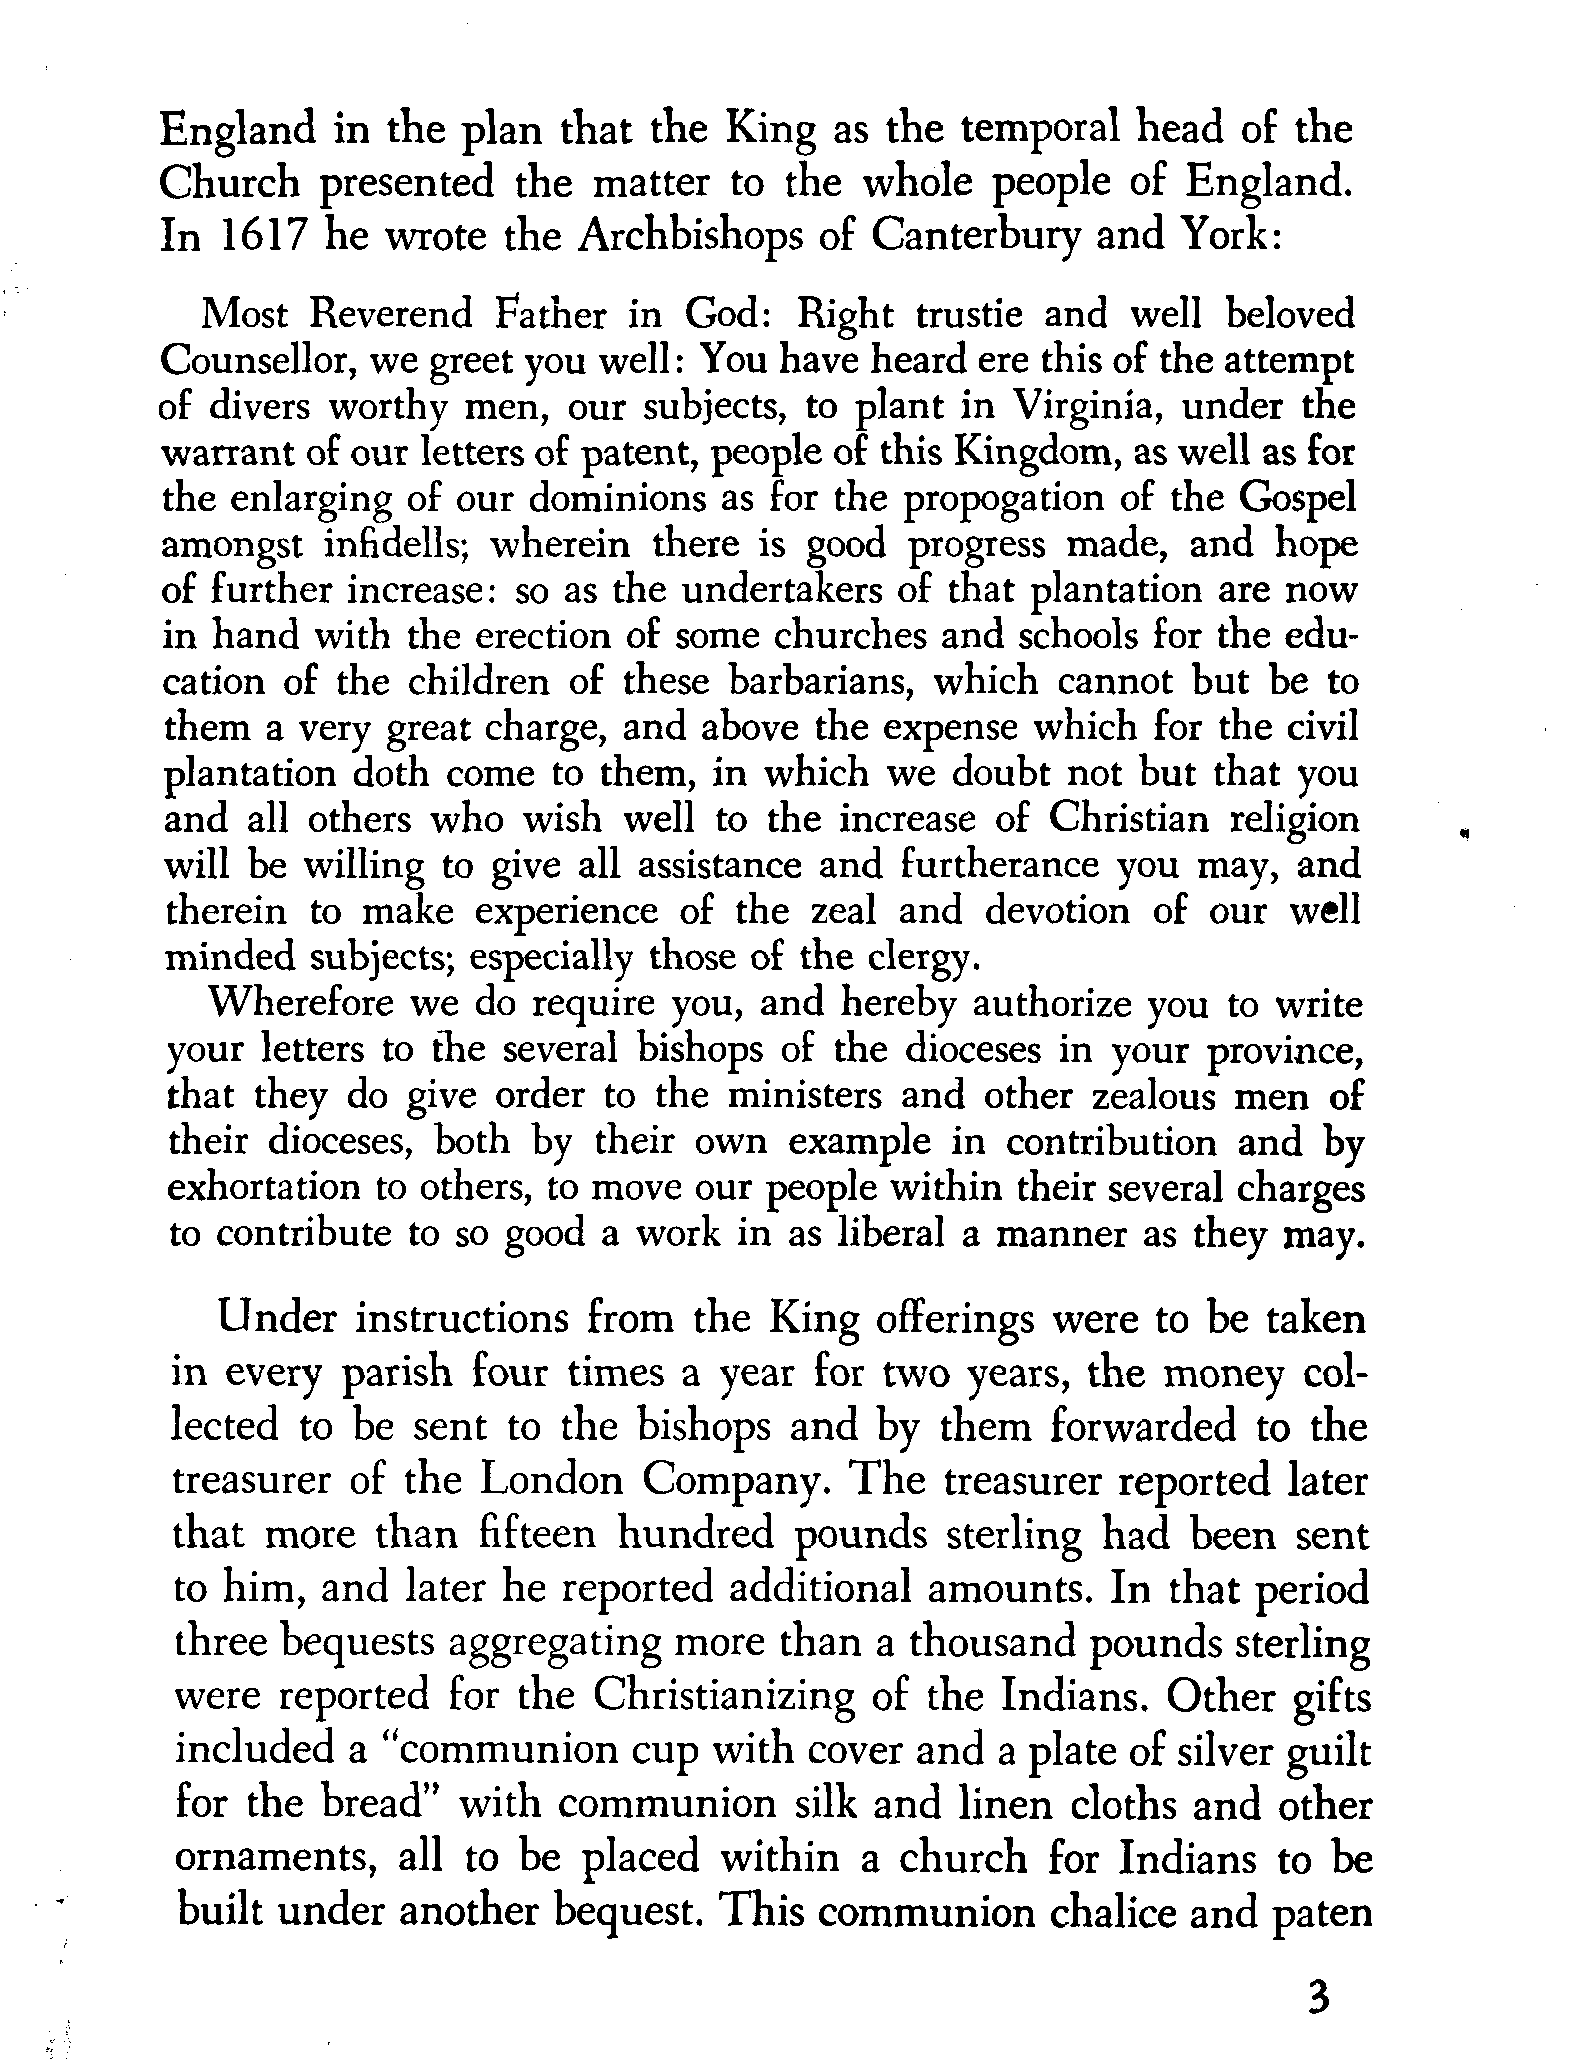 England in the plan that the King as the temporal head of the
Church presented the matter to the whole people of England.
In 1617 he wrote the Archbishops of Canterbury and York:
Most Reverend Father in God: Right trustie and well beloved
Counsellor, we greet you well: You have heard ere this of the attempt
of divers worthy men, our subjects, to plant in Virginia, under the
warrant of our letters of patent, people of this Kingdom, as well as for
the enlarging of our dominions as for the propogation of the Gospel
amongst infidells; wherein there is good progress made, and hope
of further increase: so as the undertakers of that plantation are now
in hand with the erection of some churches and schools for the edu-
cation of the children of these barbarians, which cannot but be to
them a very great charge, and above the expense which for the civil
plantation doth come to them, in which we doubt not but that you
and all others who wish well to the increase of Christian religion
will be willing to give all assistance and furtherance you may, and
therein to make experience of the zeal and devotion of our well
minded subjects; especially those of the clergy.
Wherefore we do require you, and hereby authorize you to write
your letters to the several bishops of the dioceses in your province,
that they do give order to the ministers and other zealous men of
their dioceses, both by their own example in contribution and by
exhortation to others, to move our people within their several charges
to contribute to so good a work in as liberal a manner as they may.
Under instructions from the King offerings were to be taken
in every parish four times a year for two years, the money col-
lected to be sent to the bishops and by them forwarded to the
treasurer of the London Company. The treasurer reported later
that more than fifteen hundred pounds sterling had been sent
to him, and later he reported additional amounts. In that period
three bequests aggregating more than a thousand pounds sterling
were reported for the Christianizing of the Indians. Other gifts
included a "communion cup with cover and a plate of silver guilt
for the bread" with communion silk and linen cloths and other
ornaments, all to be placed within a church for Indians to be
built under another bequest. This communion chalice and paten
3